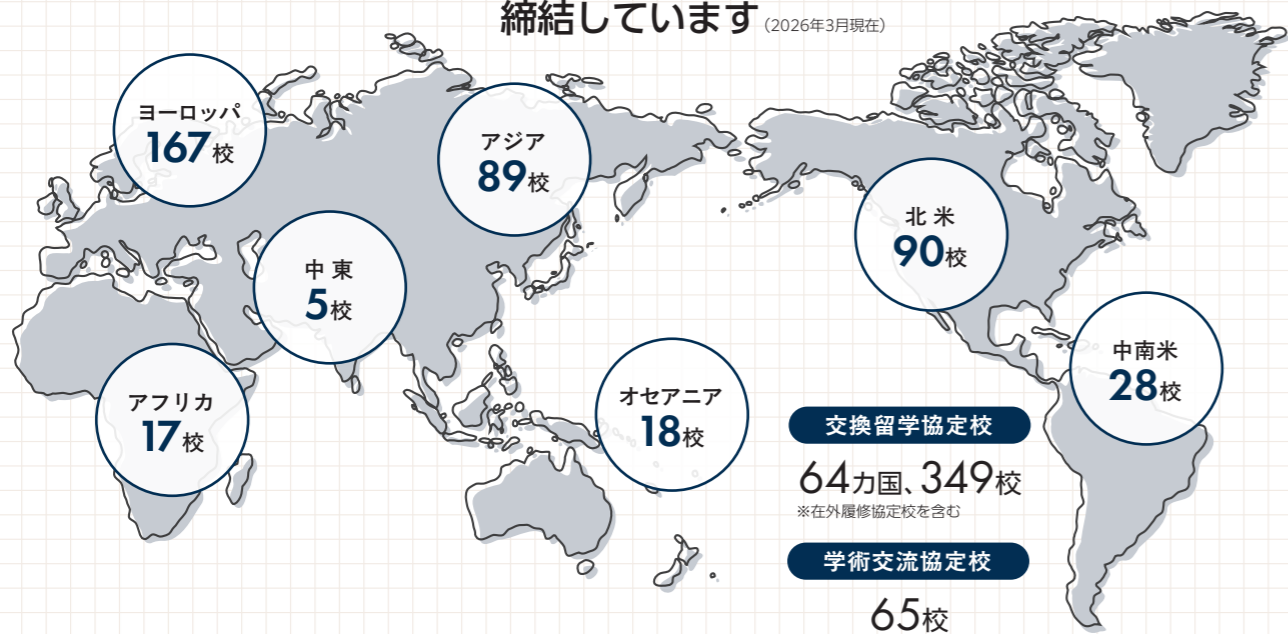 締結しています(2026年3月現在)
ヨーロッパ
167校
アジア
89校
中東
5校
アフリカ
17校
オセアニア
18校
北米
90校
中南米
28校
交換留学協定校
64カ国、349校
※在外履修協定校を含む
学術交流協定校
65校